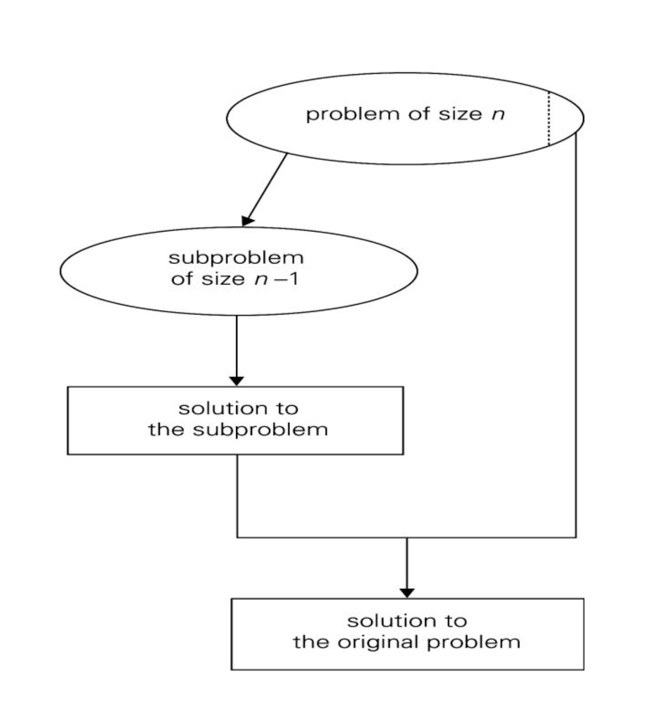 problem of size n
subproblem
of size n –1
solution to
the subproblem
solution to
the original problem